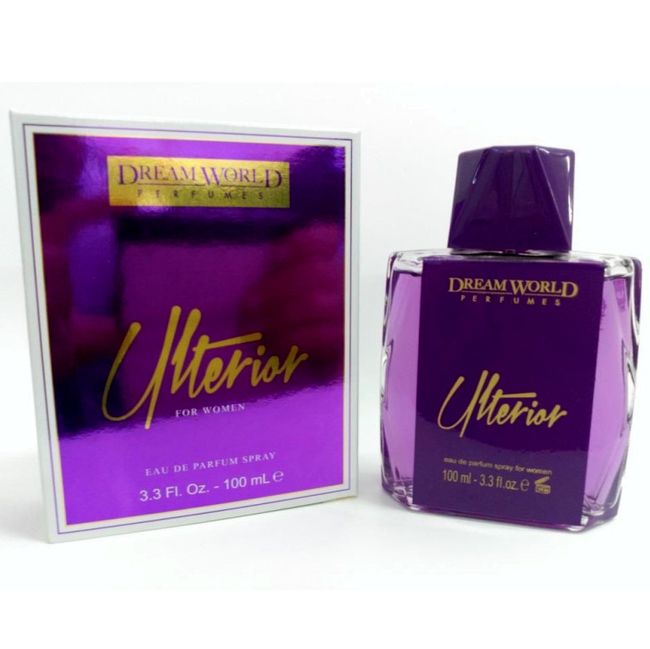 DREAM WORLD
PERFUMES
Ulterior
FOR WOMEN
EAU DE PARFUM SPRAY
3.3 Fl. Oz. - 100 mL ℮
DREAM WORLD
PERFUMES
Ulterior
eau de parfum spray for women
100 ml - 3.3 fl.oz. ℮